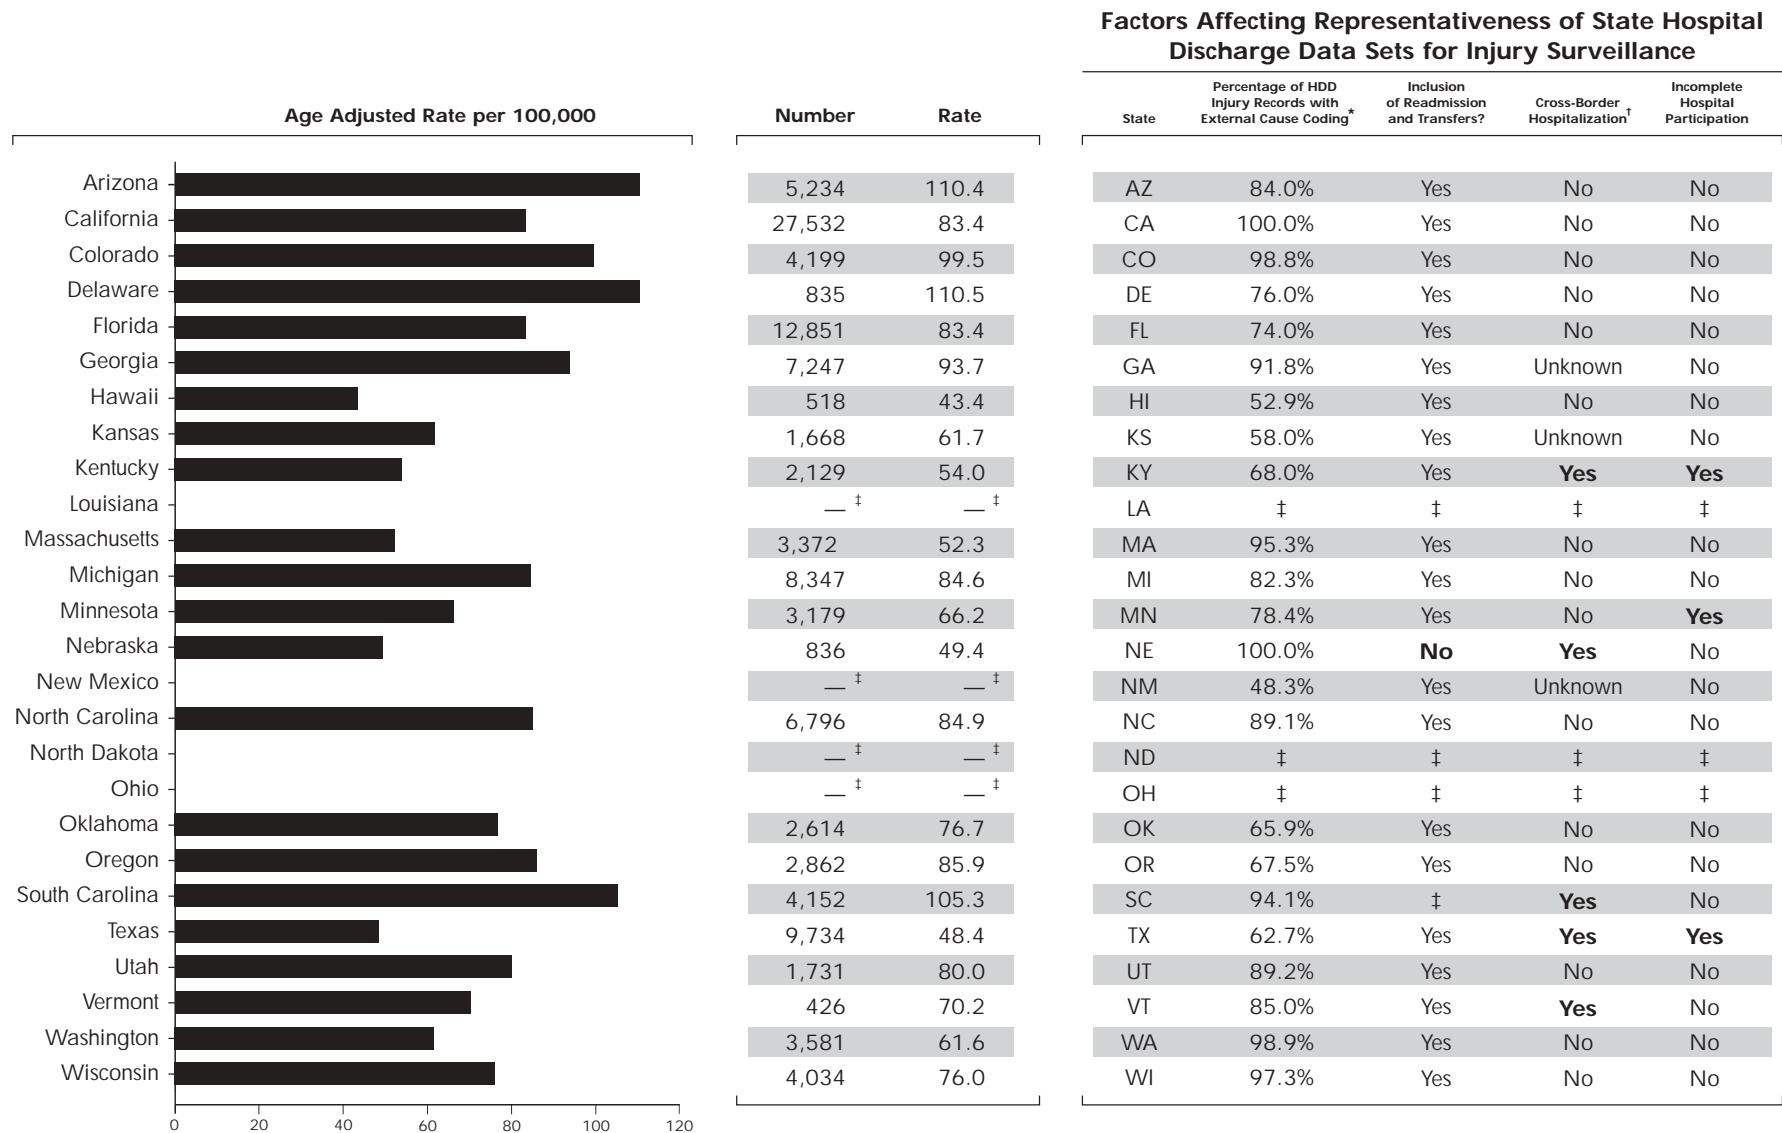 Factors Affecting Representativeness of State Hospital
Discharge Data Sets for Injury Surveillance
Age Adjusted Rate per 100,000
Number Rate
State
Percentage of HDD
Injury Records with
External Cause Coding*
Inclusion
of Readmission
and Transfers?
Cross-Border
Hospitalization†
Incomplete
Hospital
Participation
Arizona 5,234 110.4 AZ 84.0% Yes No No
California 27,532 83.4 CA 100.0% Yes No No
Colorado 4,199 99.5 CO 98.8% Yes No No
Delaware 835 110.5 DE 76.0% Yes No No
Florida 12,851 83.4 FL 74.0% Yes No No
Georgia 7,247 93.7 GA 91.8% Yes Unknown No
Hawaii 518 43.4 HI 52.9% Yes No No
Kansas 1,668 61.7 KS 58.0% Yes Unknown No
Kentucky 2,129 54.0 KY 68.0% Yes Yes Yes
Louisiana —‡ —‡ LA ‡ ‡ ‡ ‡
Massachusetts 3,372 52.3 MA 95.3% Yes No No
Michigan 8,347 84.6 MI 82.3% Yes No No
Minnesota 3,179 66.2 MN 78.4% Yes No Yes
Nebraska 836 49.4 NE 100.0% No Yes No
New Mexico —‡ —‡ NM 48.3% Yes Unknown No
North Carolina 6,796 84.9 NC 89.1% Yes No No
North Dakota —‡ —‡ ND ‡ ‡ ‡ ‡
Ohio —‡ —‡ OH ‡ ‡ ‡ ‡
Oklahoma 2,614 76.7 OK 65.9% Yes No No
Oregon 2,862 85.9 OR 67.5% Yes No No
South Carolina 4,152 105.3 SC 94.1% ‡ Yes No
Texas 9,734 48.4 TX 62.7% Yes Yes Yes
Utah 1,731 80.0 UT 89.2% Yes No No
Vermont 426 70.2 VT 85.0% Yes Yes No
Washington 3,581 61.6 WA 98.9% Yes No No
Wisconsin 4,034 76.0 WI 97.3% Yes No No
0 20 40 60 80 100 120